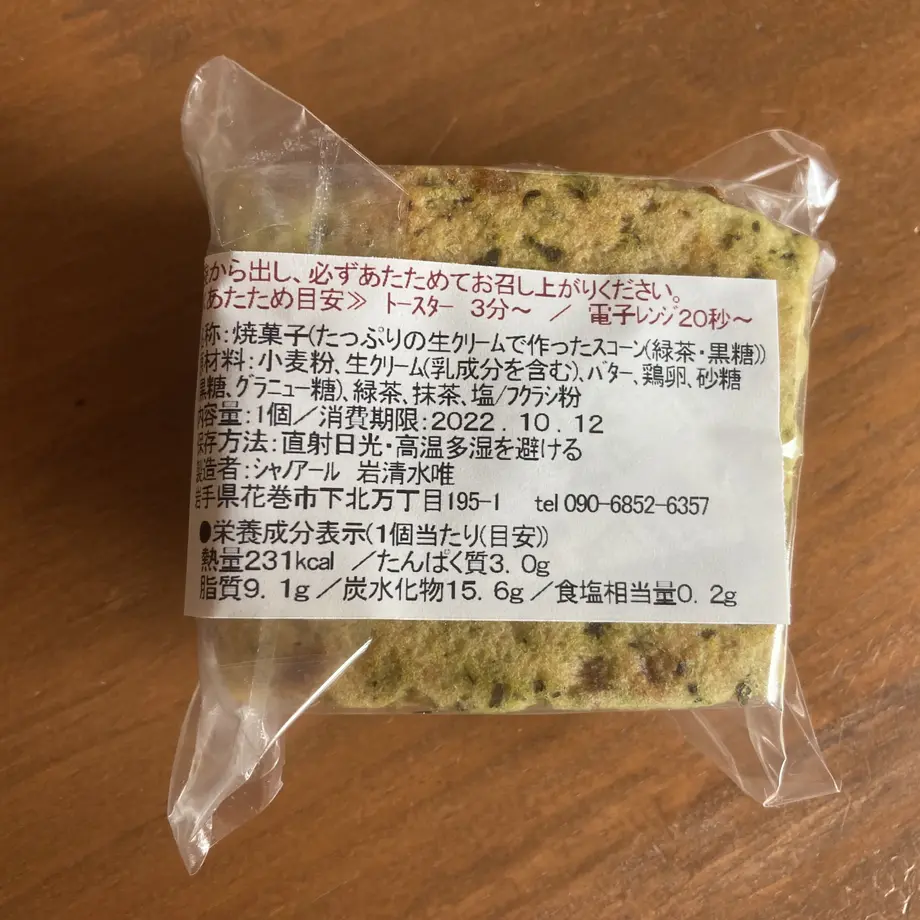 から出し、必ずあたためてお召し上がりください。
あたため目安≫ トースター 3分～ / 電子レンジ20秒～
称:焼菓子(たっぷりの生クリームで作ったスコーン(緑茶・黒糖))
材料:小麦粉、生クリーム(乳成分を含む)、バター、鶏卵、砂糖
黒糖、グラニュー糖)、緑茶、抹茶、塩/フクラシ粉
内容量:1個/消費期限:2022.10.12
保存方法:直射日光・高温多湿を避ける
製造者:シャノアール 岩清水唯
岩手県花巻市下北万丁目195-1 tel 090-6852-6357
●栄養成分表示(1個当たり(目安))
熱量231kcal /たんぱく質3.0g
脂質9.1g/炭水化物15.6g/食塩相当量0.2g